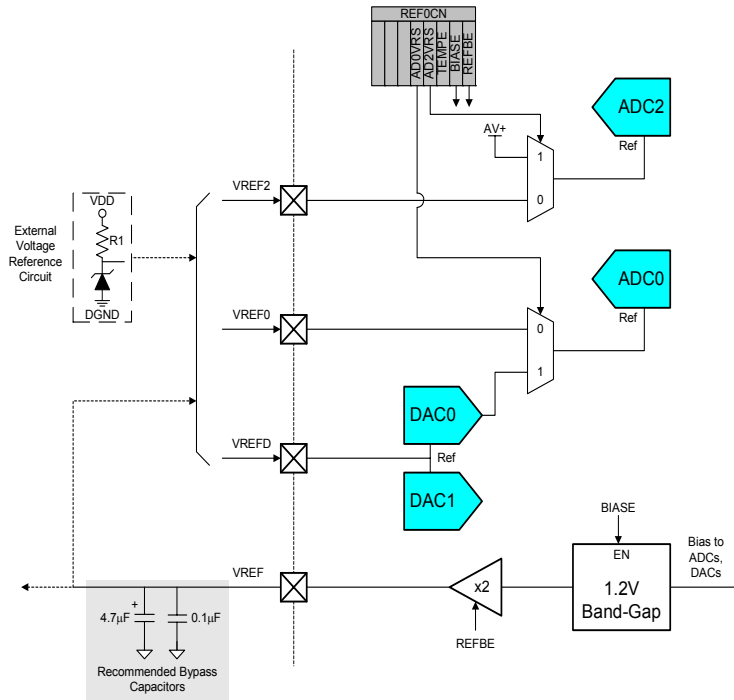 REF0CN
AD0VRS
AD2VRS
TEMPE
BIASE
REFBE
ADC2
Ref
AV+
1
0
VREF2
External
Voltage
Reference
Circuit
VDD
R1
DGND
ADC0
Ref
VREF0
0
1
DAC0
VREFD
Ref
DAC1
BIASE
EN
1.2V
Band-Gap
Bias to
ADCs,
DACs
VREF
x2
REFBE
+
4.7μF
0.1μF
Recommended Bypass
Capacitors